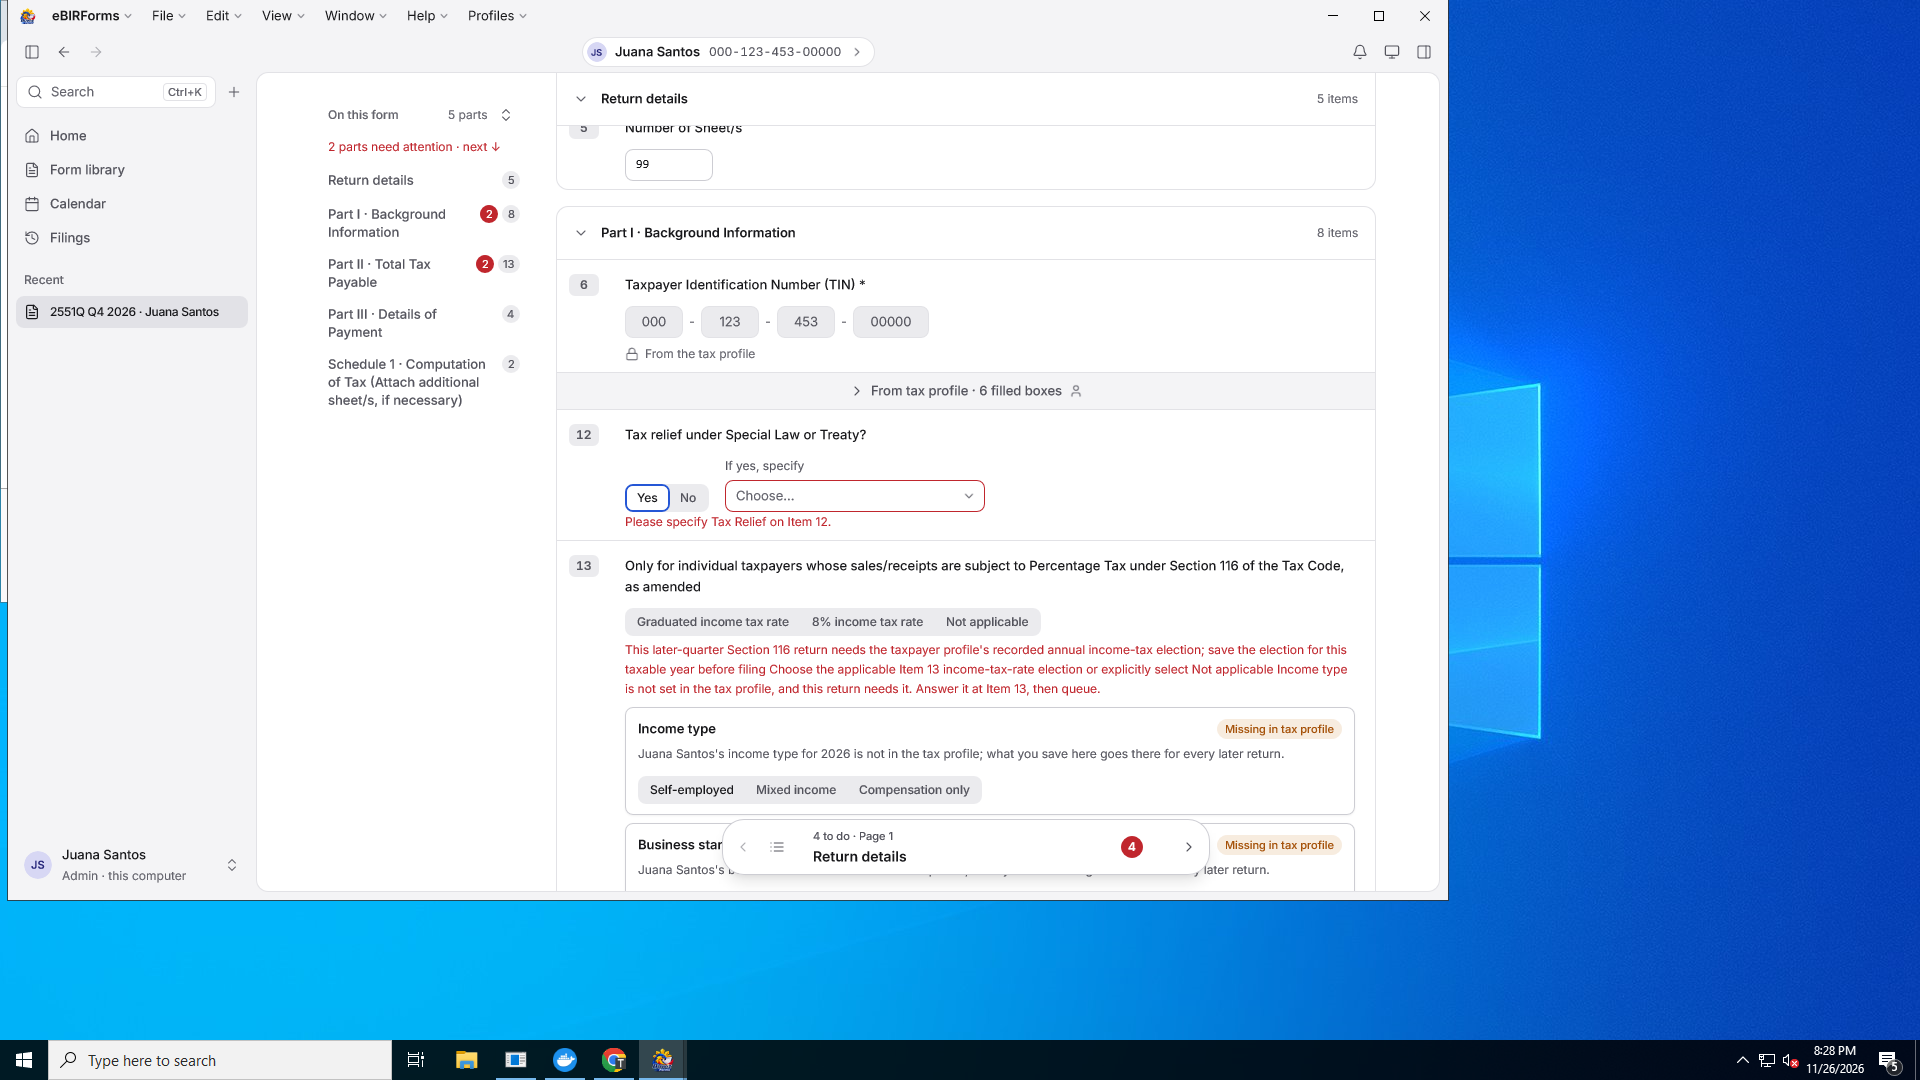 eBIRForms File Edit View Window Help Profiles
JS Juana Santos 000-123-453-00000
Search Ctrl+K
Home
Form library
Calendar
Filings
Recent
2551Q Q4 2026 · Juana Santos
JS Juana Santos
Admin · this computer
On this form 5 parts
2 parts need attention · next ↓
Return details 5
Part I · Background Information 2 8
Part II · Total Tax Payable 2 13
Part III · Details of Payment 4
Schedule 1 · Computation of Tax (Attach additional sheet/s, if necessary) 2
Return details 5 items
5 Number of Sheet/s
99
Part I · Background Information 8 items
6 Taxpayer Identification Number (TIN) *
000 - 123 - 453 - 00000
From the tax profile
From tax profile · 6 filled boxes
12 Tax relief under Special Law or Treaty?
If yes, specify
Yes No Choose...
Please specify Tax Relief on Item 12.
13 Only for individual taxpayers whose sales/receipts are subject to Percentage Tax under Section 116 of the Tax Code,
as amended
Graduated income tax rate 8% income tax rate Not applicable
This later-quarter Section 116 return needs the taxpayer profile's recorded annual income-tax election; save the election for this
taxable year before filing Choose the applicable Item 13 income-tax-rate election or explicitly select Not applicable Income type
is not set in the tax profile, and this return needs it. Answer it at Item 13, then queue.
Income type Missing in tax profile
Juana Santos's income type for 2026 is not in the tax profile; what you save here goes there for every later return.
Self-employed Mixed income Compensation only
Business star Missing in tax profile
Juana Santos's later return.
4 to do · Page 1
Return details 4
Type here to search
8:28 PM
11/26/2026
5